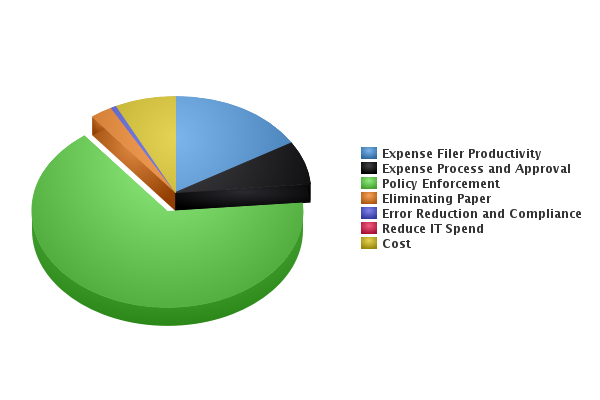 Expense Filer Productivity
Expense Process and Approval
Policy Enforcement
Eliminating Paper
Error Reduction and Compliance
Reduce IT Spend
Cost